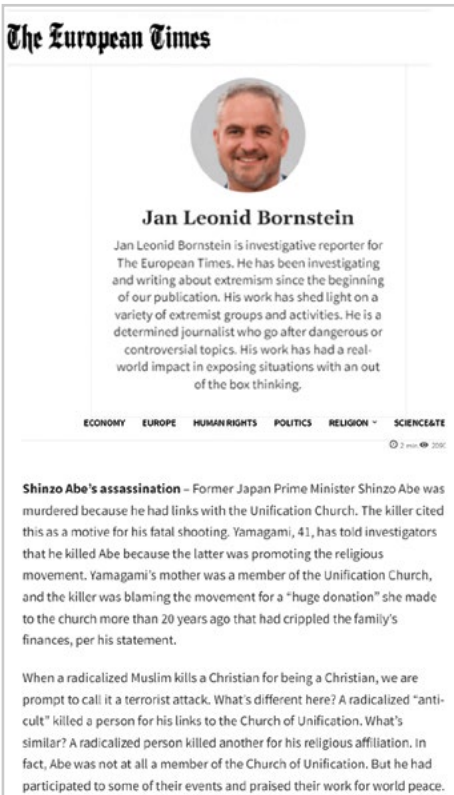 The European Times
Jan Leonid Bornstein
Jan Leonid Bornstein is investigative reporter for
The European Times. He has been investigating
and writing about extremism since the beginning
of our publication. His work has shed light on a
variety of extremist groups and activities. He is a
determined journalist who go after dangerous or
controversial topics. His work has had a real-
world impact in exposing situations with an out
of the box thinking.
ECONOMY EUROPE HUMAN RIGHTS POLITICS RELIGION SCIENCE&TE
2 min.
Shinzo Abe's assassination – Former Japan Prime Minister Shinzo Abe was
murdered because he had links with the Unification Church. The killer cited
this as a motive for his fatal shooting. Yamagami, 41, has told investigators
that he killed Abe because the latter was promoting the religious
movement. Yamagami's mother was a member of the Unification Church,
and the killer was blaming the movement for a "huge donation" she made
to the church more than 20 years ago that had crippled the family's
finances, per his statement.
When a radicalized Muslim kills a Christian for being a Christian, we are
prompt to call it a terrorist attack. What's different here? A radicalized "anti-
cult" killed a person for his links to the Church of Unification. What's
similar? A radicalized person killed another for his religious affiliation. In
fact, Abe was not at all a member of the Church of Unification. But he had
participated to some of their events and praised their work for world peace.